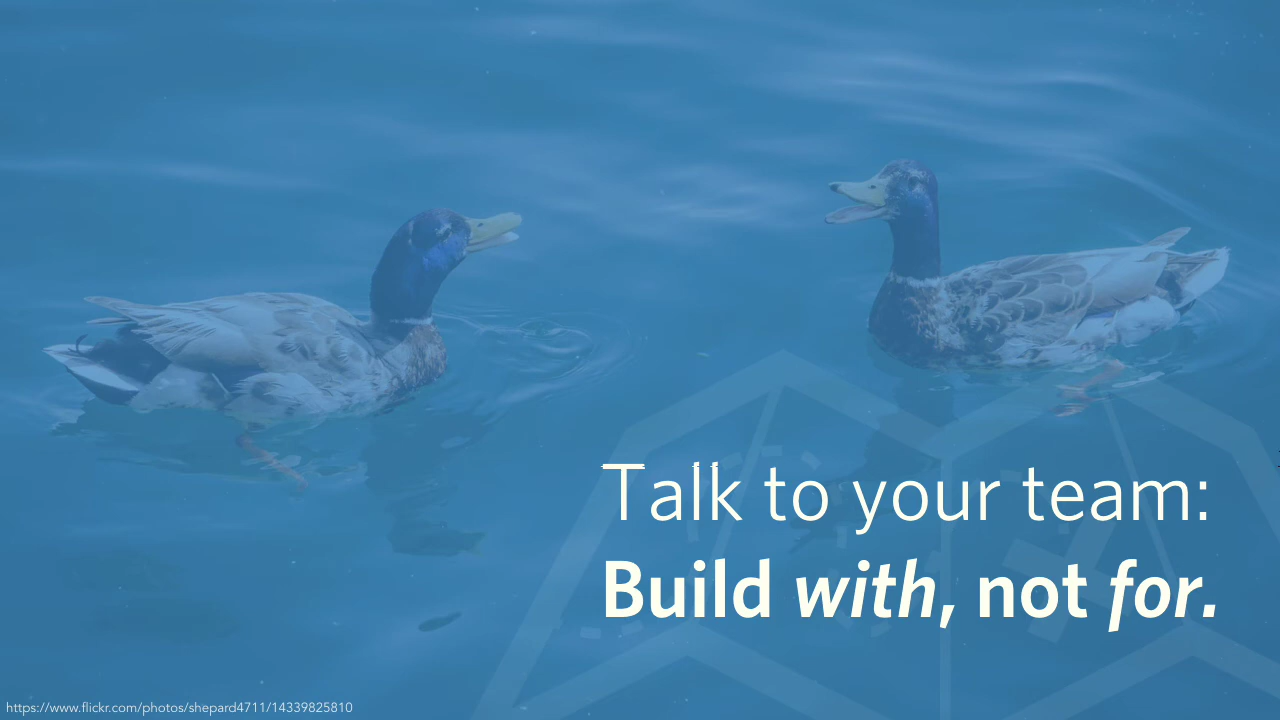 Talk to your team:
Build with, not for.
https://www.flickr.com/photos/shepard4711/14339825810